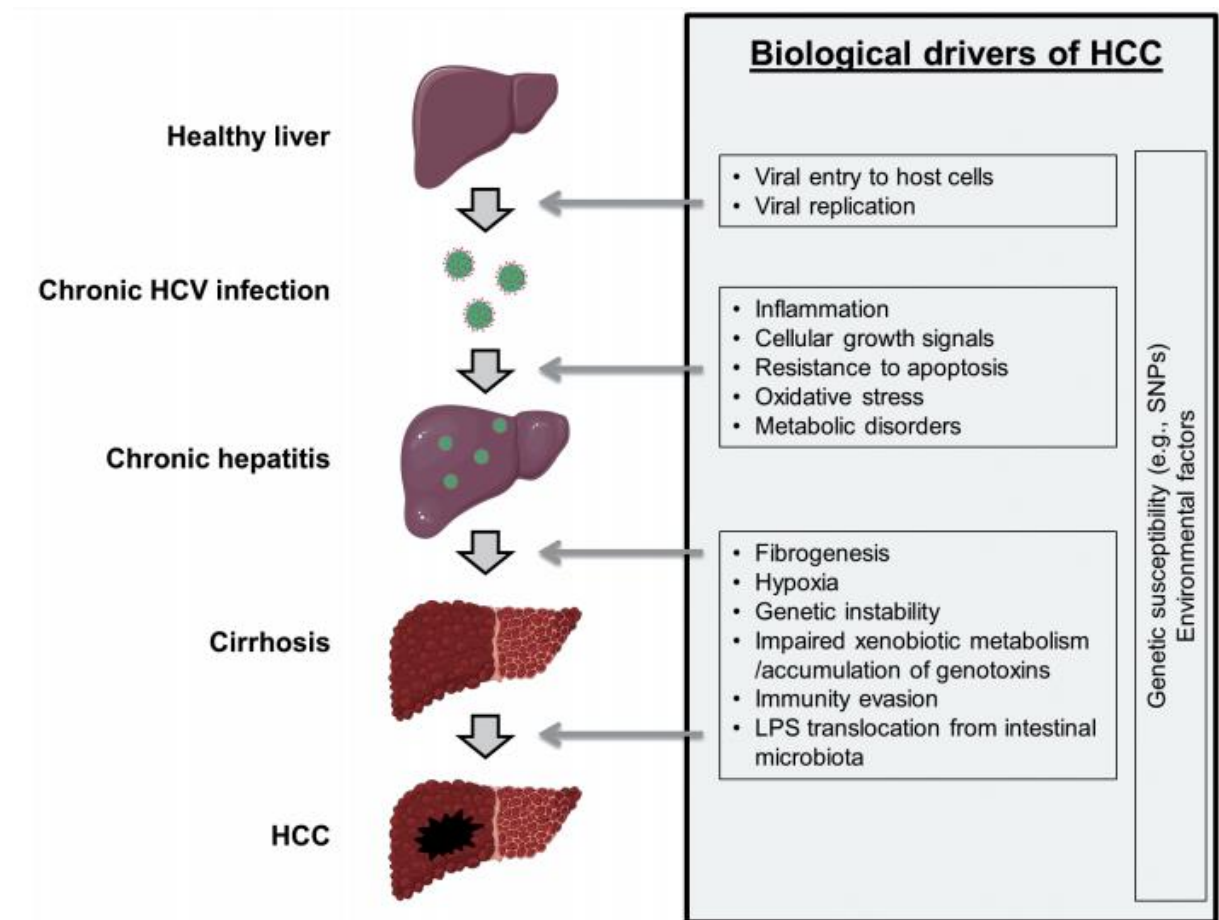 Biological drivers of HCC
Healthy liver
• Viral entry to host cells
• Viral replication
Chronic HCV infection
• Inflammation
• Cellular growth signals
• Resistance to apoptosis
• Oxidative stress
• Metabolic disorders
Chronic hepatitis
• Fibrogenesis
• Hypoxia
• Genetic instability
• Impaired xenobiotic metabolism
/accumulation of genotoxins
• Immunity evasion
• LPS translocation from intestinal
microbiota
Cirrhosis
HCC
Genetic susceptibility (e.g., SNPs)
Environmental factors